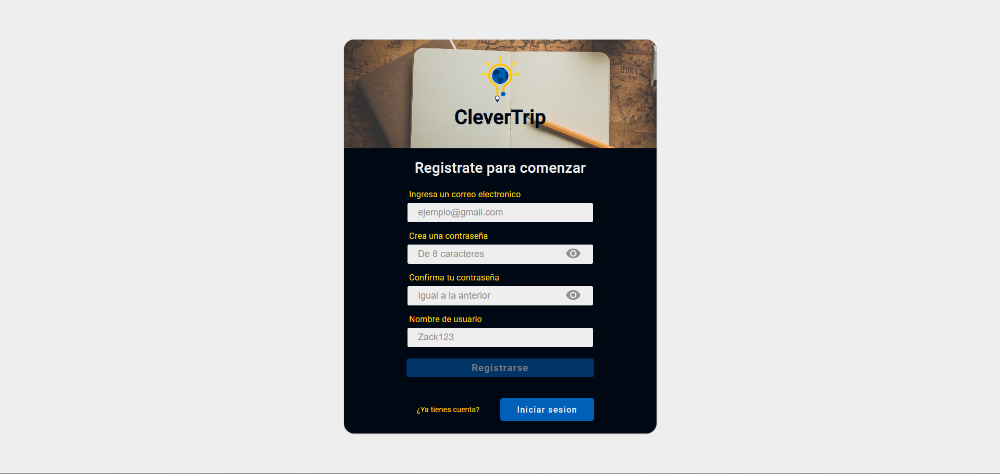 CleverTrip
Registrate para comenzar
Ingresa un correo electronico
ejemplo@gmail.com
Crea una contraseña
De 8 caracteres
Confirma tu contraseña
Igual a la anterior
Nombre de usuario
Zack123
Registrarse
¿Ya tienes cuenta?
Iniciar sesion